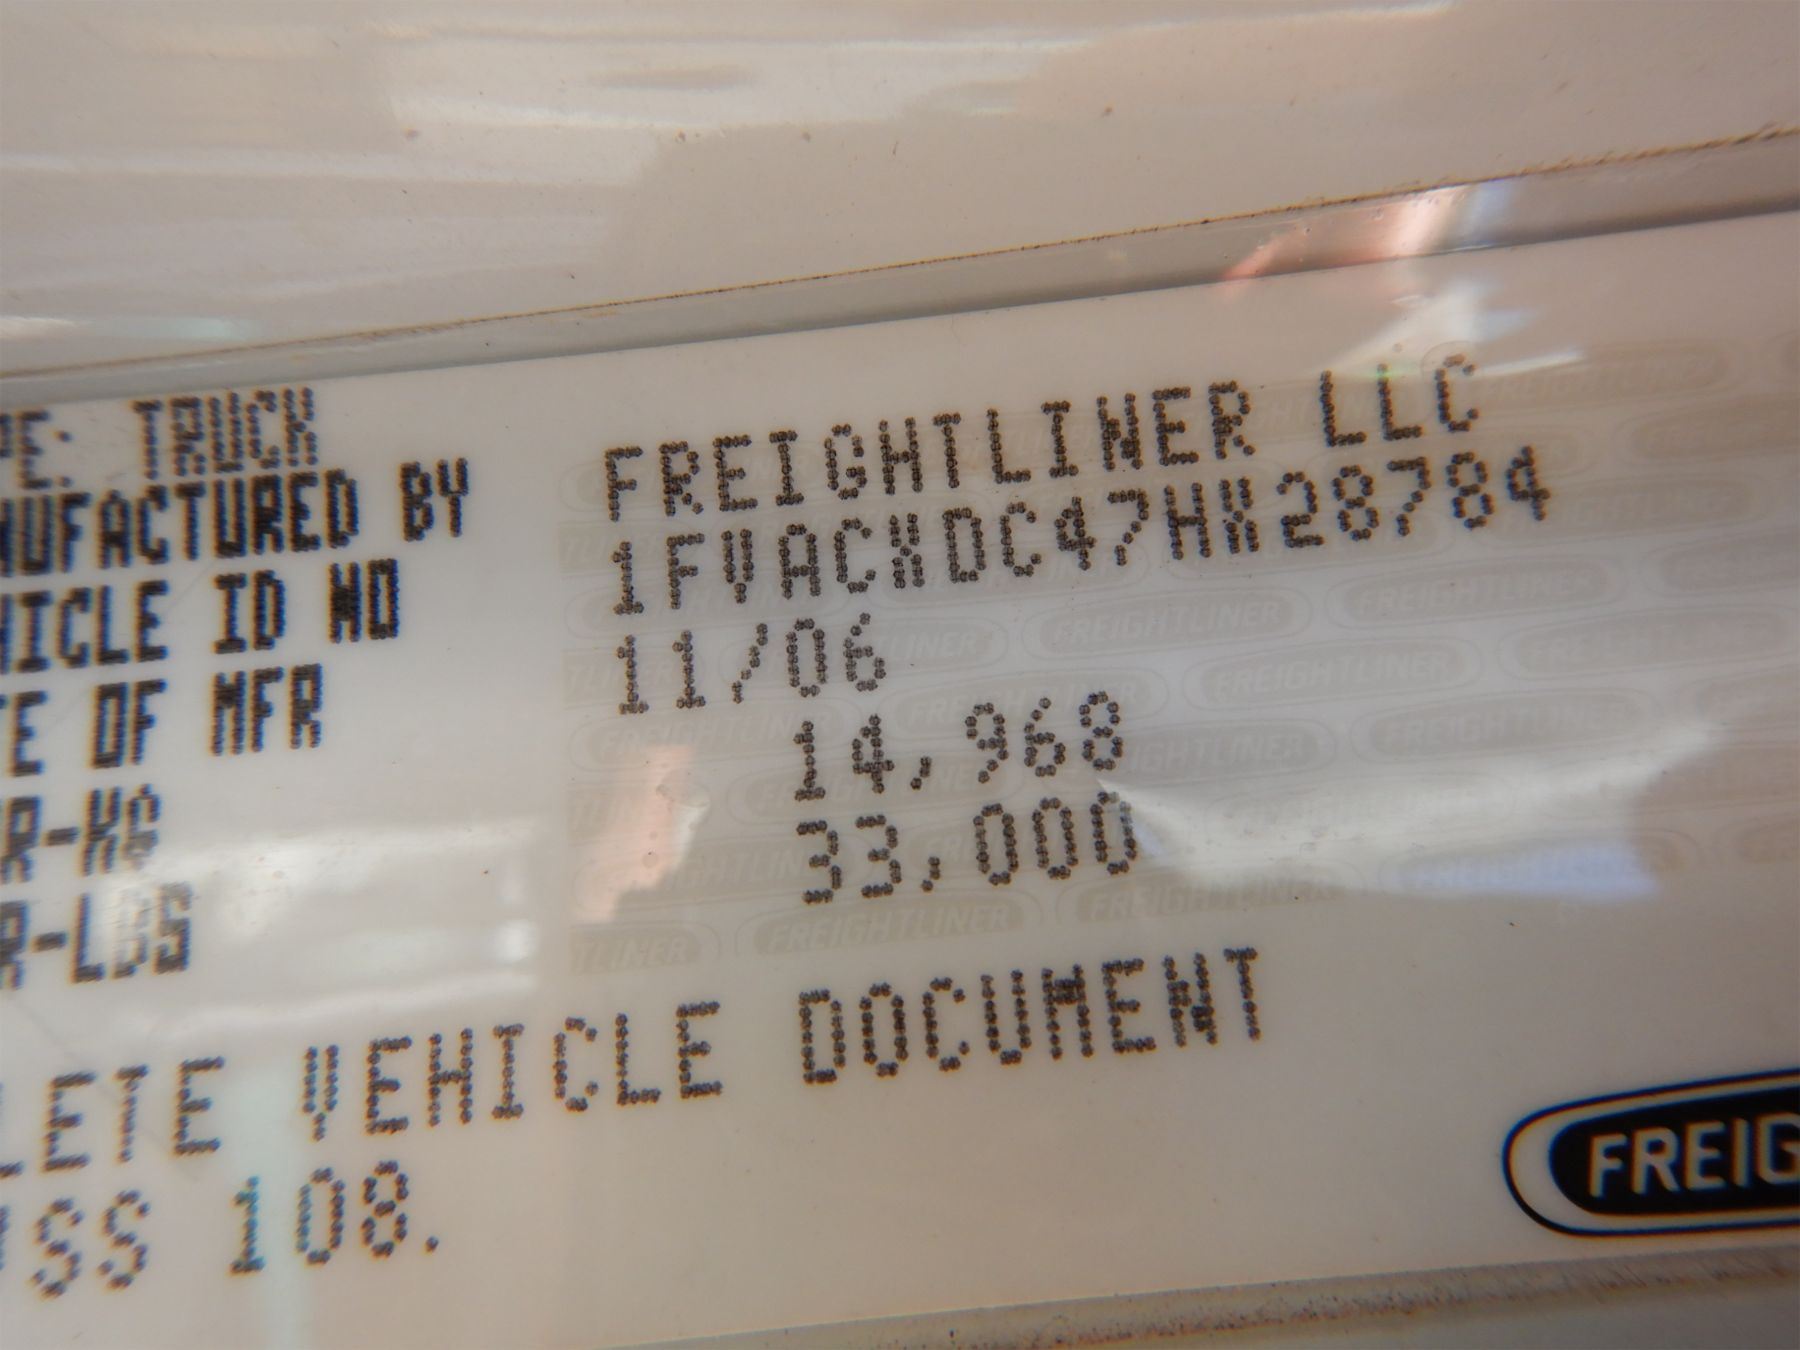 PE: TRUCK
NUFACTURED BY FREIGHTLINER LLC
HICLE ID NO 1FVACXDC47HX28784
TE OF MFR 11/06
R-KG 14,968
R-LBS 33,000
LETE VEHICLE DOCUMENT
SS 108.
FREIG